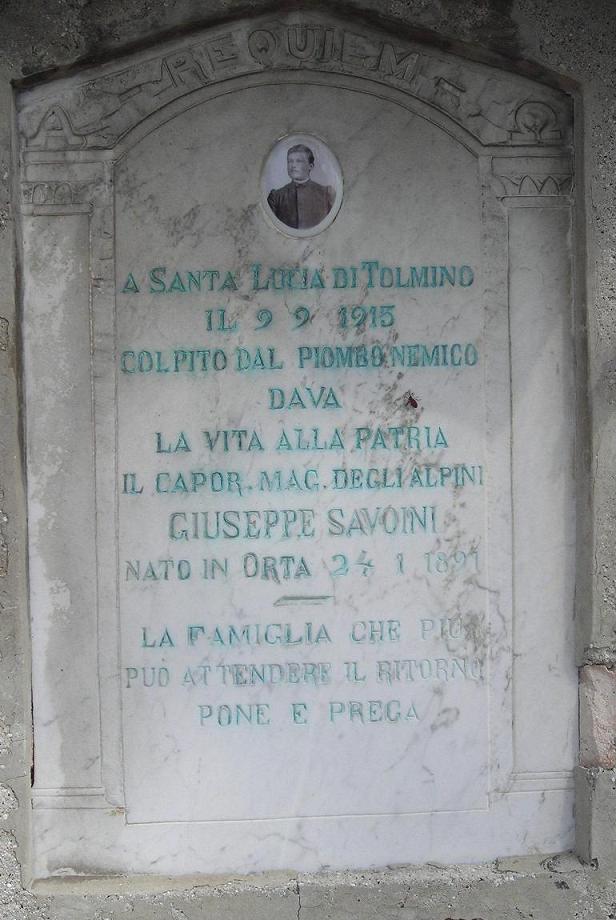 REQUIEM
A Ω
A SANTA LUCIA DI TOLMINO
IL 9 9 1915
COLPITO DAL PIOMBO NEMICO
DAVA
LA VITA ALLA PATRIA
IL CAPOR. MAG. DEGLI ALPINI
GIUSEPPE SAVOINI
NATO IN ORTA 24 1 1891
LA FAMIGLIA CHE PIÙ
PUÒ ATTENDERE IL RITORNO
PONE E PREGA